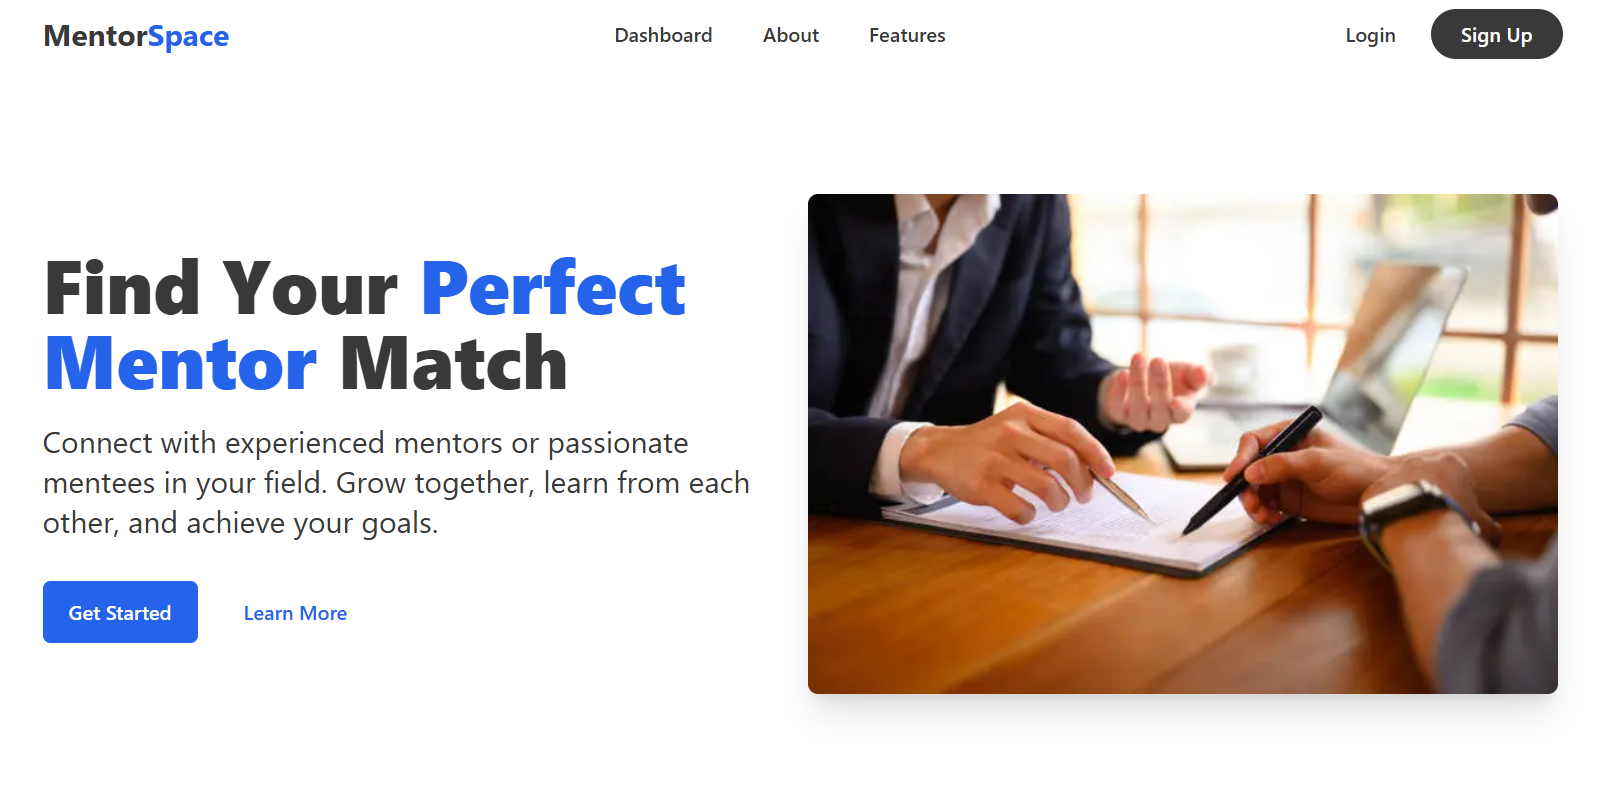 MentorSpace
Dashboard
About
Features
Login
Sign Up
Find Your Perfect
Mentor Match
Connect with experienced mentors or passionate
mentees in your field. Grow together, learn from each
other, and achieve your goals.
Get Started
Learn More